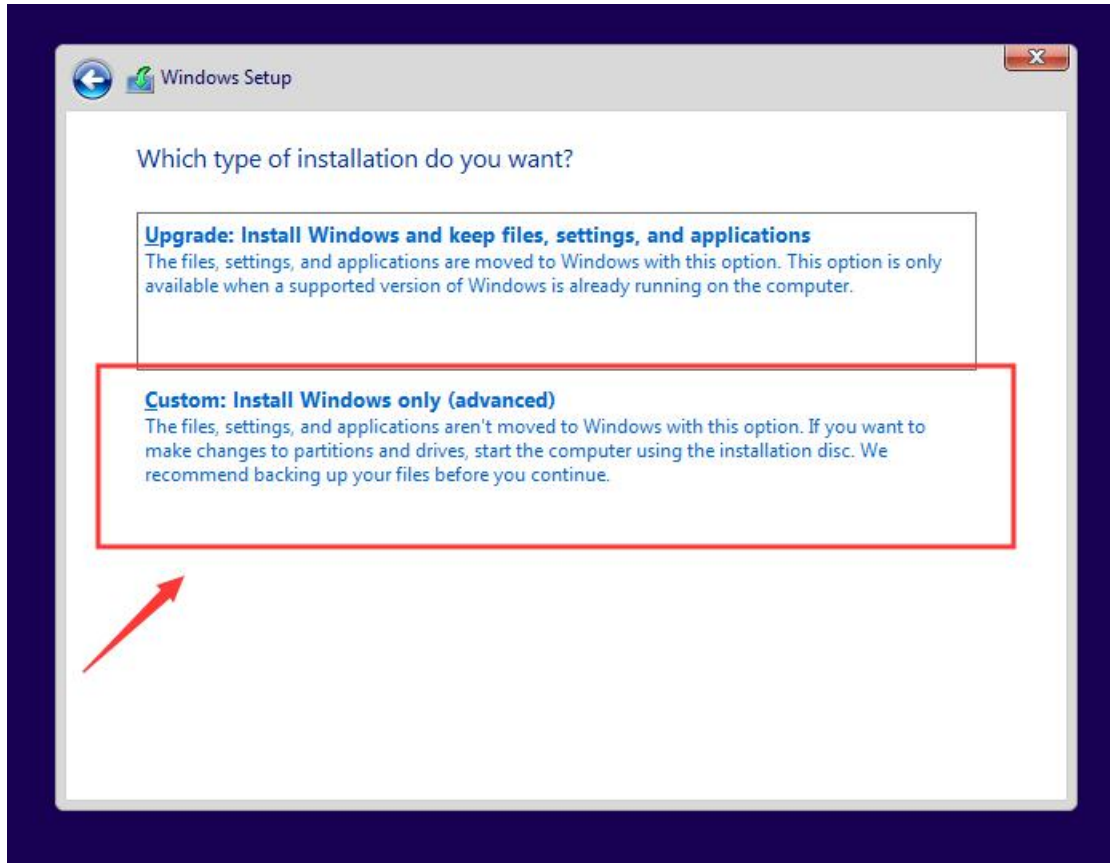 Windows Setup
Which type of installation do you want?
Upgrade: Install Windows and keep files, settings, and applications
The files, settings, and applications are moved to Windows with this option. This option is only
available when a supported version of Windows is already running on the computer.
Custom: Install Windows only (advanced)
The files, settings, and applications aren't moved to Windows with this option. If you want to
make changes to partitions and drives, start the computer using the installation disc. We
recommend backing up your files before you continue.